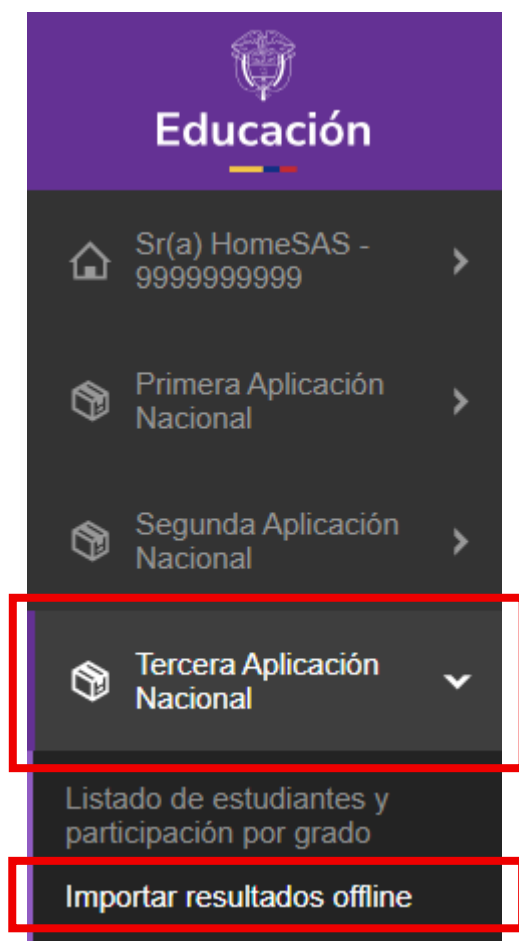 Educación
Sr(a) HomeSAS -
9999999999
Primera Aplicación
Nacional
Segunda Aplicación
Nacional
Tercera Aplicación
Nacional
Listado de estudiantes y
participación por grado
Importar resultados offline